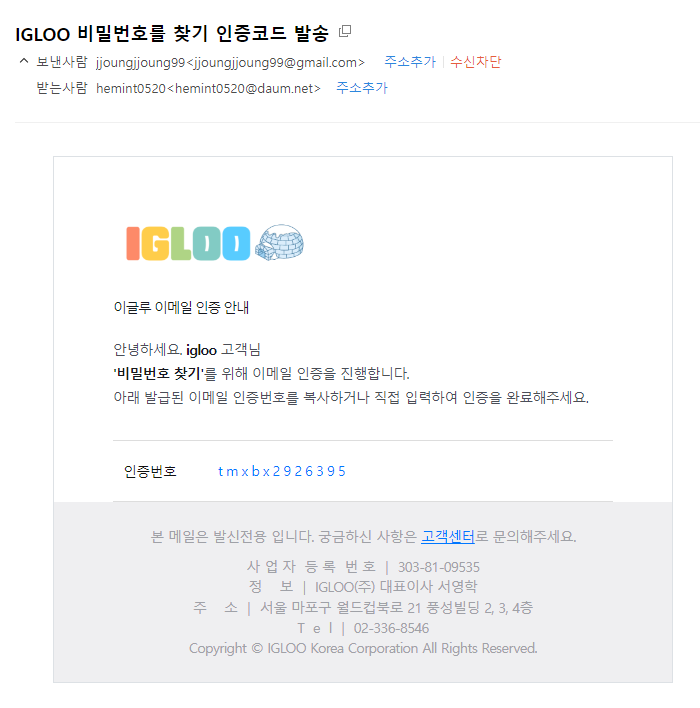 IGLOO 비밀번호를 찾기 인증코드 발송
보낸사람 jjoungjjoung99<jjoungjjoung99@gmail.com> 주소추가 | 수신차단
받는사람 hemint0520<hemint0520@daum.net> 주소추가
IGLOO
이글루 이메일 인증 안내
안녕하세요. igloo 고객님
'비밀번호 찾기'를 위해 이메일 인증을 진행합니다.
아래 발급된 이메일 인증번호를 복사하거나 직접 입력하여 인증을 완료해주세요.
인증번호 tmxbx2926395
본 메일은 발신전용 입니다. 궁금하신 사항은 고객센터로 문의해주세요.
사 업 자 등 록 번 호 | 303-81-09535
정 보 | IGLOO(주) 대표이사 서영학
주 소 | 서울 마포구 월드컵북로 21 풍성빌딩 2, 3, 4층
T e l | 02-336-8546
Copyright © IGLOO Korea Corporation All Rights Reserved.